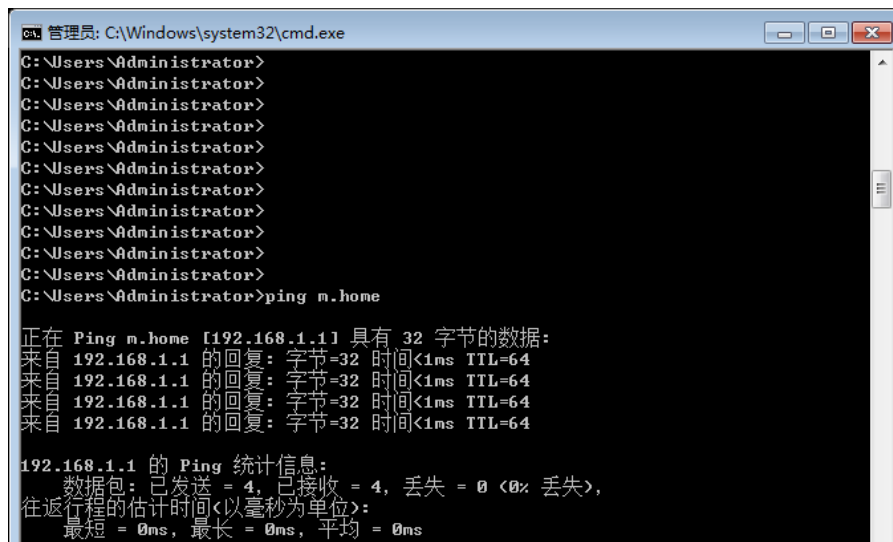 管理员: C:\Windows\system32\cmd.exe
C:\Users\Administrator>
C:\Users\Administrator>
C:\Users\Administrator>
C:\Users\Administrator>
C:\Users\Administrator>
C:\Users\Administrator>
C:\Users\Administrator>
C:\Users\Administrator>
C:\Users\Administrator>
C:\Users\Administrator>
C:\Users\Administrator>
C:\Users\Administrator>ping m.home
正在 Ping m.home [192.168.1.1] 具有 32 字节的数据:
来自 192.168.1.1 的回复: 字节=32 时间<1ms TTL=64
来自 192.168.1.1 的回复: 字节=32 时间<1ms TTL=64
来自 192.168.1.1 的回复: 字节=32 时间<1ms TTL=64
来自 192.168.1.1 的回复: 字节=32 时间<1ms TTL=64
192.168.1.1 的 Ping 统计信息:
数据包: 已发送 = 4, 已接收 = 4, 丢失 = 0 (0% 丢失),
往返行程的估计时间(以毫秒为单位):
最短 = 0ms, 最长 = 0ms, 平均 = 0ms